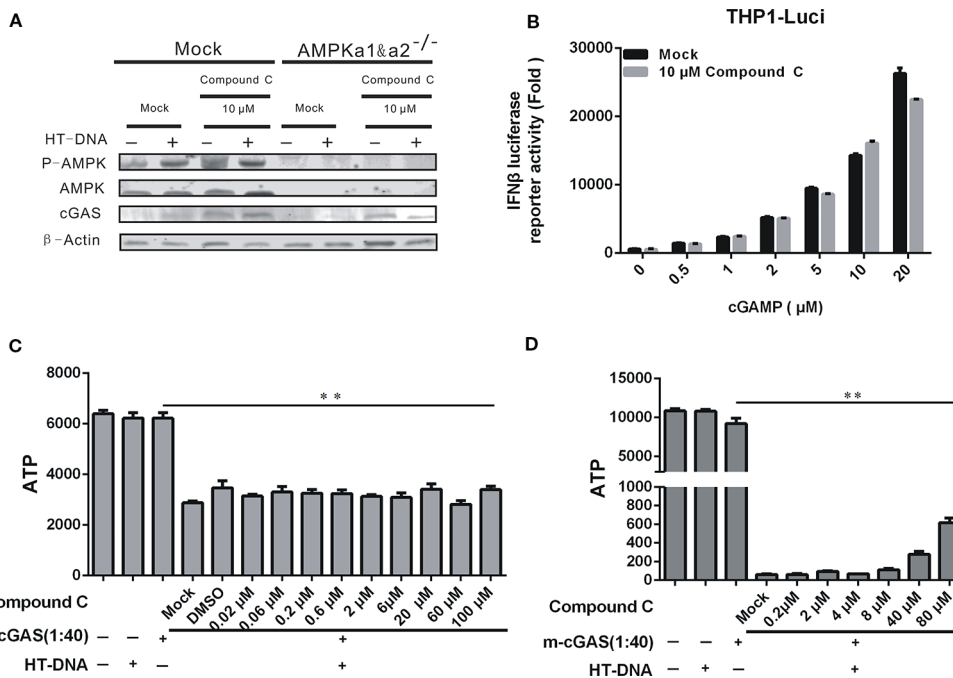 A
Mock AMPKa1&a2-/-
Compound C Compound C
Mock 10 µM Mock 10 µM
HT-DNA − + − + − + − +
P-AMPK
AMPK
cGAS
β-Actin
B
THP1-Luci
30000
20000
10000
0
IFNβ luciferase
reporter activity (Fold)
Mock
10 µM Compound C
0 0.5 1 2 5 10 20
cGAMP ( µM)
C
8000
6000
4000
2000
0
ATP
**
Mock DMSO 0.02 µM 0.06 µM 0.2 µM 0.6 µM 2 µM 6µM 20 µM 60 µM 100 µM
ompound C
cGAS(1:40) − − + +
HT-DNA − + − +
D
15000
10000
5000
1000
800
600
400
200
0
ATP
**
Mock 0.2µM 2 µM 4 µM 8 µM 40 µM 80 µM
Compound C
m-cGAS(1:40) − − + +
HT-DNA − + − +